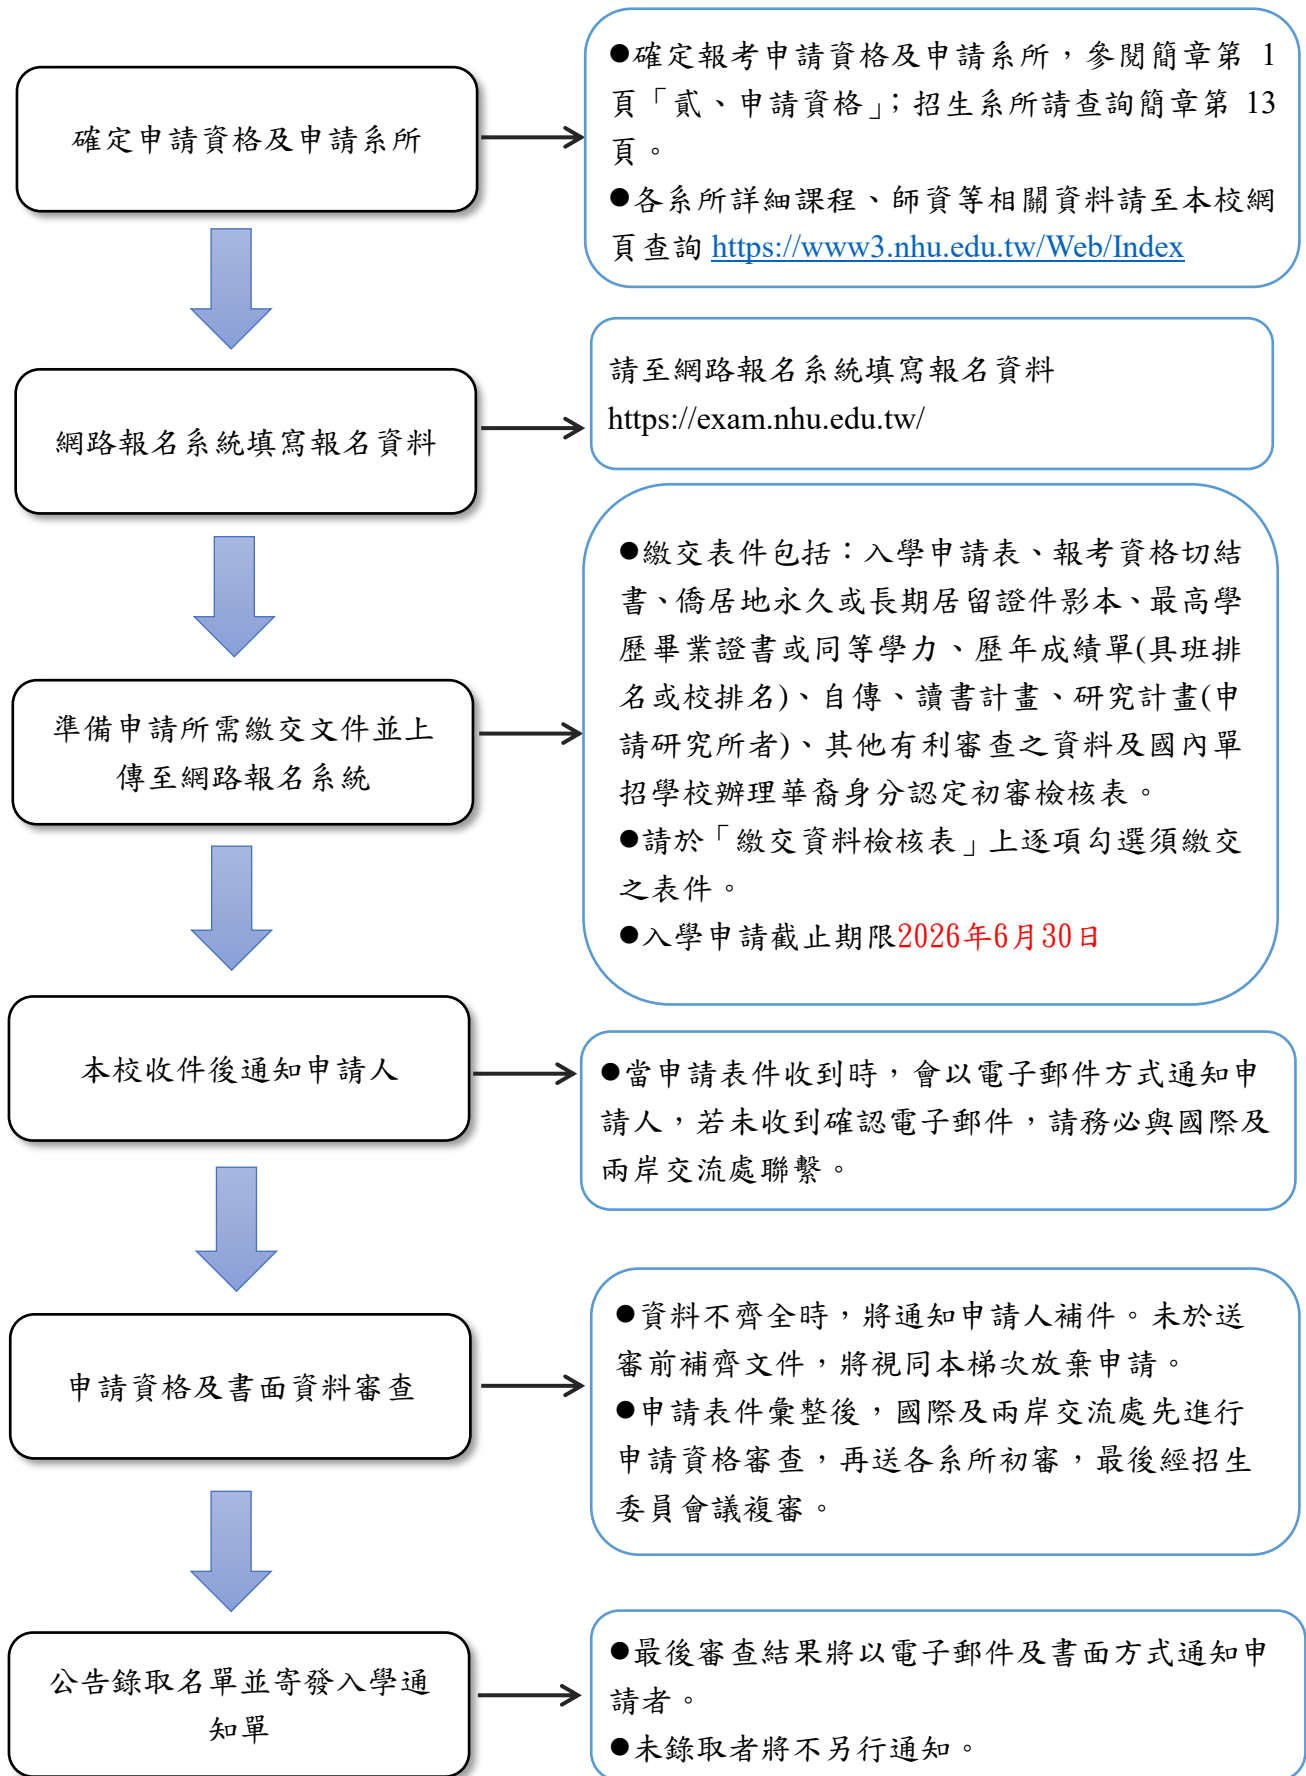 確定申請資格及申請系所
●確定報考申請資格及申請系所，參閱簡章第 1
頁「貳、申請資格」；招生系所請查詢簡章第 13
頁。
●各系所詳細課程、師資等相關資料請至本校網
頁查詢 https://www3.nhu.edu.tw/Web/Index
網路報名系統填寫報名資料
請至網路報名系統填寫報名資料
https://exam.nhu.edu.tw/
準備申請所需繳交文件並上
傳至網路報名系統
●繳交表件包括：入學申請表、報考資格切結
書、僑居地永久或長期居留證件影本、最高學
歷畢業證書或同等學力、歷年成績單(具班排
名或校排名)、自傳、讀書計畫、研究計畫(申
請研究所者)、其他有利審查之資料及國內單
招學校辦理華裔身分認定初審檢核表。
●請於「繳交資料檢核表」上逐項勾選須繳交
之表件。
●入學申請截止期限2026年6月30日
本校收件後通知申請人
●當申請表件收到時，會以電子郵件方式通知申
請人，若未收到確認電子郵件，請務必與國際及
兩岸交流處聯繫。
申請資格及書面資料審查
●資料不齊全時，將通知申請人補件。未於送
審前補齊文件，將視同本梯次放棄申請。
●申請表件彙整後，國際及兩岸交流處先進行
申請資格審查，再送各系所初審，最後經招生
委員會議複審。
公告錄取名單並寄發入學通
知單
●最後審查結果將以電子郵件及書面方式通知申
請者。
●未錄取者將不另行通知。